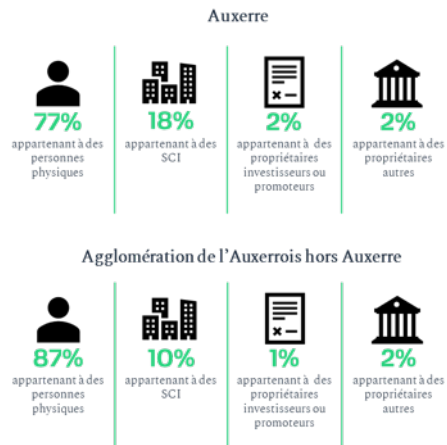 Auxerre
77% 18% 2% 2%
appartenant à des appartenant à des appartenant à des appartenant à des
personnes SCI propriétaires propriétaires
physiques investisseurs ou autres
promoteurs
Agglomération de l'Auxerrois hors Auxerre
87% 10% 1% 2%
appartenant à des appartenant à des appartenant à des appartenant à des
personnes SCI propriétaires propriétaires
physiques investisseurs ou autres
promoteurs